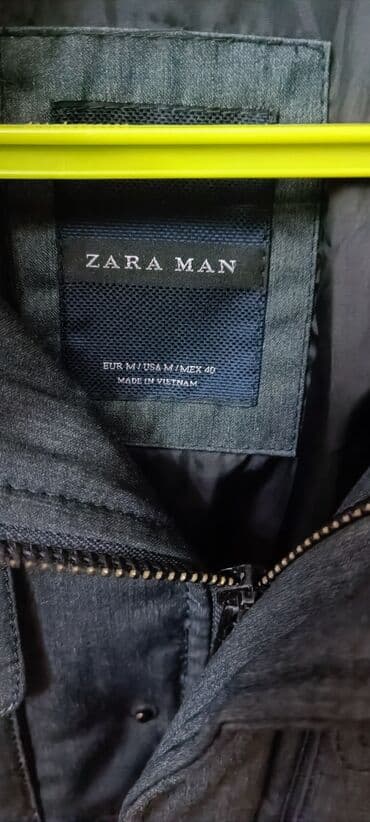 ZARA MAN
EUR M / USA M / MEX 40
MADE IN VIETNAM